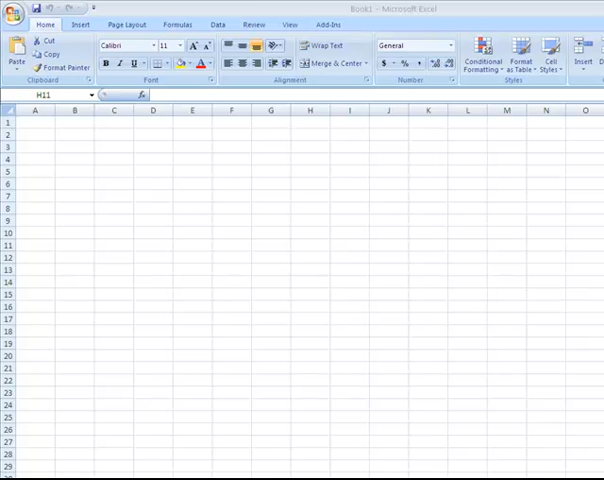 Book1 - Microsoft Excel
Home Insert Page Layout Formulas Data Review View Add-Ins
Cut
Copy
Format Painter
Paste
Clipboard
Calibri 11 A A
B I U A
Font
Wrap Text
Merge & Center
Alignment
General
$ % ,
Number
Conditional Formatting
Format as Table
Cell Styles
Styles
Insert
H11 fx
A B C D E F G H I J K L M N O
1
2
3
4
5
6
7
8
9
10
11
12
13
14
15
16
17
18
19
20
21
22
23
24
25
26
27
28
29